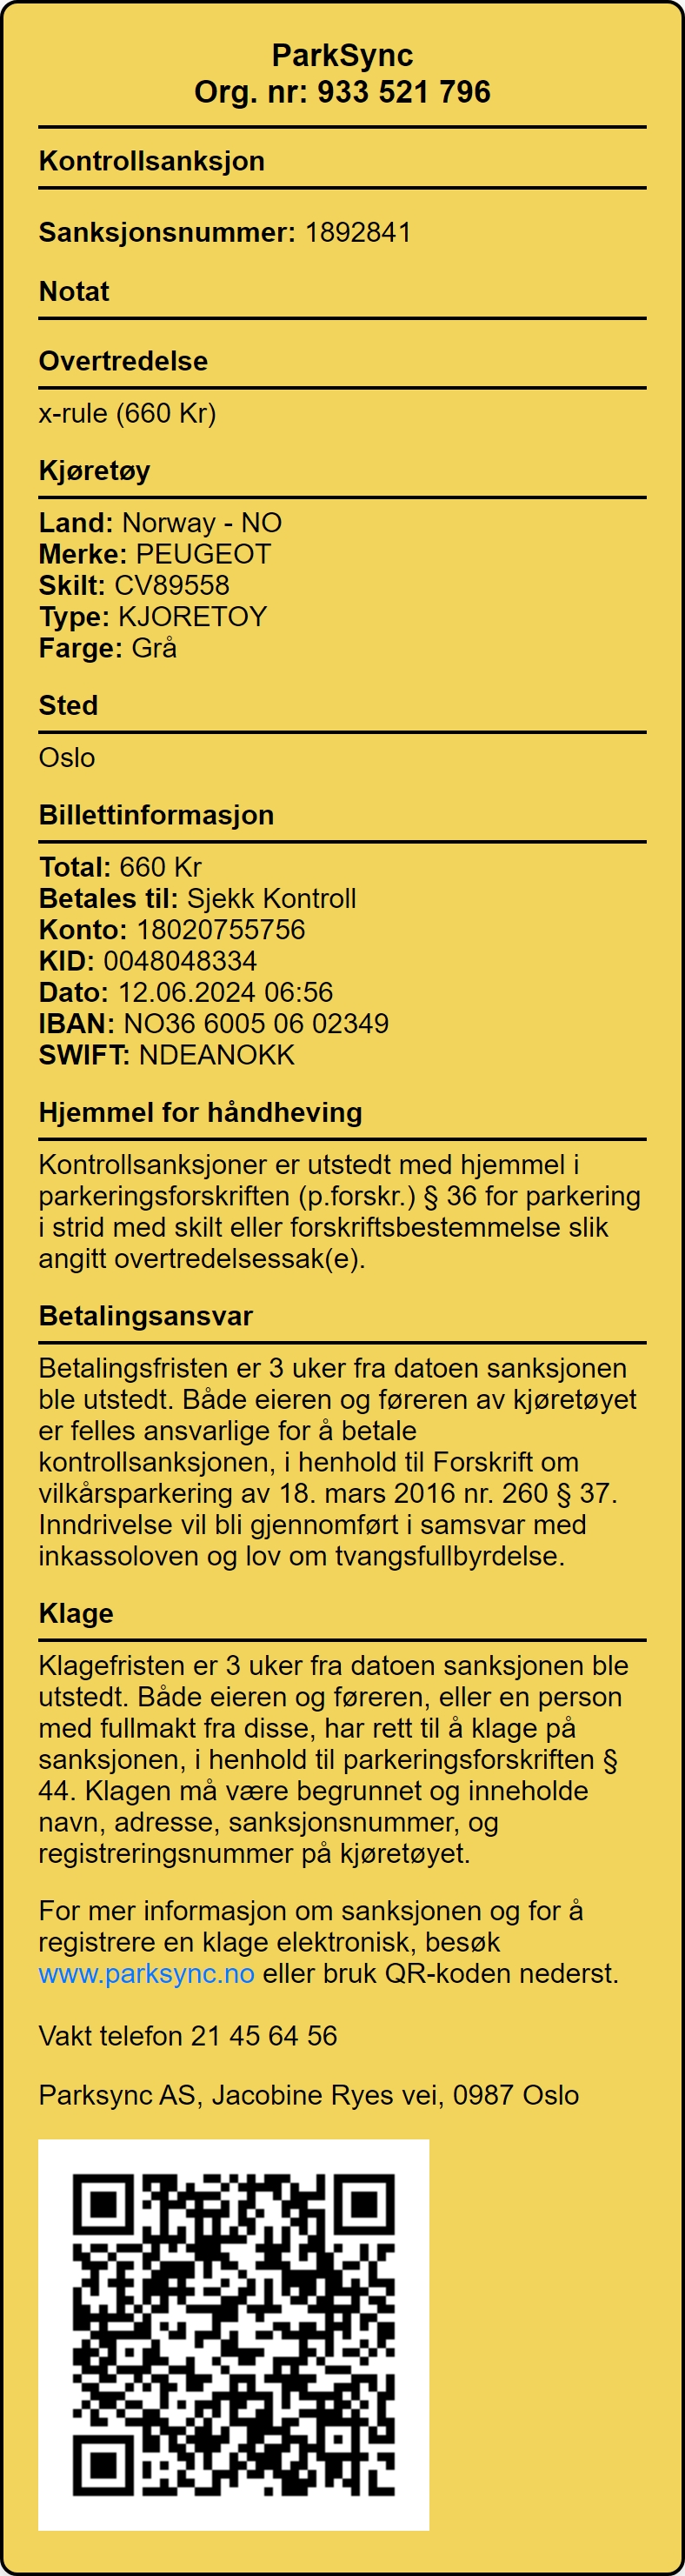 ParkSync
Org. nr: 933 521 796
Kontrollsanksjon
Sanksjonsnummer: 1892841
Notat
Overtredelse
x-rule (660 Kr)
Kjøretøy
Land: Norway - NO
Merke: PEUGEOT
Skilt: CV89558
Type: KJORETOY
Farge: Grå
Sted
Oslo
Billettinformasjon
Total: 660 Kr
Betales til: Sjekk Kontroll
Konto: 18020755756
KID: 0048048334
Dato: 12.06.2024 06:56
IBAN: NO36 6005 06 02349
SWIFT: NDEANOKK
Hjemmel for håndheving
Kontrollsanksjoner er utstedt med hjemmel i
parkeringsforskriften (p.forskr.) § 36 for parkering
i strid med skilt eller forskriftsbestemmelse slik
angitt overtredelsessak(e).
Betalingsansvar
Betalingsfristen er 3 uker fra datoen sanksjonen
ble utstedt. Både eieren og føreren av kjøretøyet
er felles ansvarlige for å betale
kontrollsanksjonen, i henhold til Forskrift om
vilkårsparkering av 18. mars 2016 nr. 260 § 37.
Inndrivelse vil bli gjennomført i samsvar med
inkassoloven og lov om tvangsfullbyrdelse.
Klage
Klagefristen er 3 uker fra datoen sanksjonen ble
utstedt. Både eieren og føreren, eller en person
med fullmakt fra disse, har rett til å klage på
sanksjonen, i henhold til parkeringsforskriften §
44. Klagen må være begrunnet og inneholde
navn, adresse, sanksjonsnummer, og
registreringsnummer på kjøretøyet.
For mer informasjon om sanksjonen og for å
registrere en klage elektronisk, besøk
www.parksync.no eller bruk QR-koden nederst.
Vakt telefon 21 45 64 56
Parksync AS, Jacobine Ryes vei, 0987 Oslo